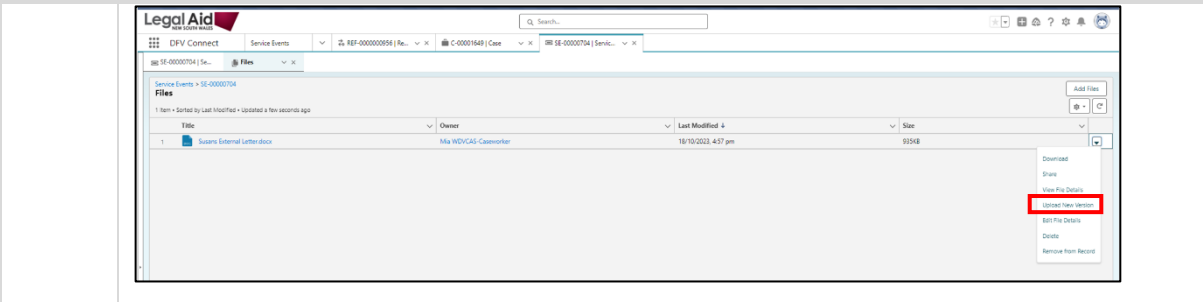 Legal Aid
NEW SOUTH WALES
Search...
DFV Connect Service Events REF-0000000956 | Re... C-00001649 | Case SE-00000704 | Servic...
SE-00000704 | Se... Files
Service Events > SE-00000704
Files
Add Files
1 item • Sorted by Last Modified • Updated a few seconds ago
Title Owner Last Modified Size
1 Susans External Letter.docx Mia WDVCAS-Caseworker 18/10/2023, 4:57 pm 935KB
Download
Share
View File Details
Upload New Version
Edit File Details
Delete
Remove from Record